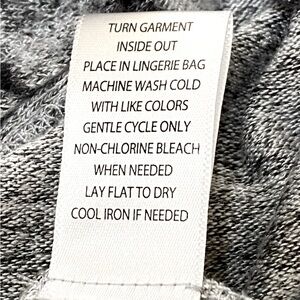 TURN GARMENT
INSIDE OUT
PLACE IN LINGERIE BAG
MACHINE WASH COLD
WITH LIKE COLORS
GENTLE CYCLE ONLY
NON-CHLORINE BLEACH
WHEN NEEDED
LAY FLAT TO DRY
COOL IRON IF NEEDED